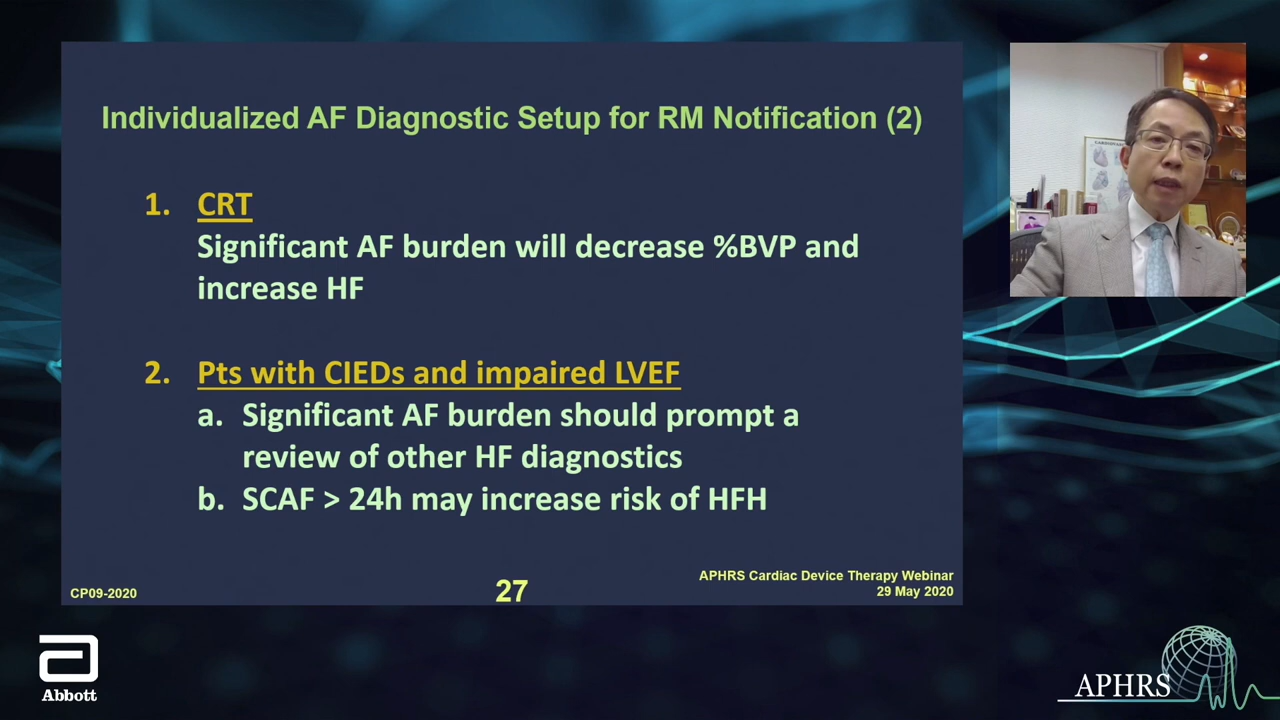 Individualized AF Diagnostic Setup for RM Notification (2)
1. CRT
Significant AF burden will decrease %BVP and
increase HF
2. Pts with CIEDs and impaired LVEF
a. Significant AF burden should prompt a
review of other HF diagnostics
b. SCAF > 24h may increase risk of HFH
CP09-2020
27
APHRS Cardiac Device Therapy Webinar
29 May 2020
Abbott
APHRS